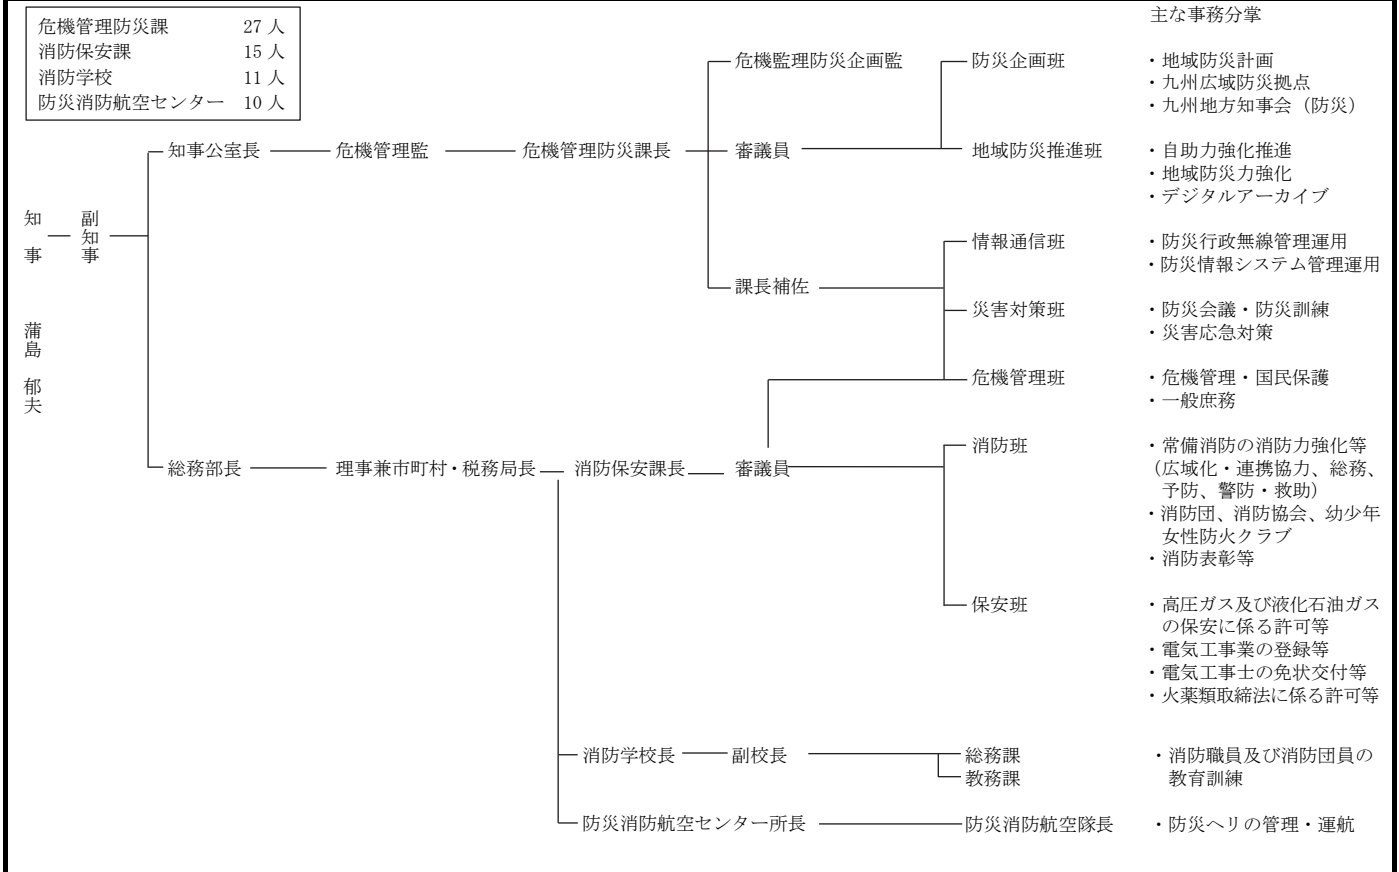 危機管理防災課 27人
消防保安課 15人
消防学校 11人
防災消防航空センター 10人
主な事務分掌
知事
蒲島 郁夫
副知事
知事公室長
危機管理監
危機管理防災課長
危機監理防災企画監
防災企画班
・地域防災計画
・九州広域防災拠点
・九州地方知事会（防災）
審議員
地域防災推進班
・自助力強化推進
・地域防災力強化
・デジタルアーカイブ
課長補佐
情報通信班
・防災行政無線管理運用
・防災情報システム管理運用
災害対策班
・防災会議・防災訓練
・災害応急対策
危機管理班
・危機管理・国民保護
・一般庶務
総務部長
理事兼市町村・税務局長
消防保安課長
審議員
消防班
・常備消防の消防力強化等
（広域化・連携協力、総務、
予防、警防・救助）
・消防団、消防協会、幼少年
女性防火クラブ
・消防表彰等
保安班
・高圧ガス及び液化石油ガス
の保安に係る許可等
・電気工事業の登録等
・電気工事士の免状交付等
・火薬類取締法に係る許可等
消防学校長
副校長
総務課
教務課
・消防職員及び消防団員の
教育訓練
防災消防航空センター所長
防災消防航空隊長
・防災ヘリの管理・運航